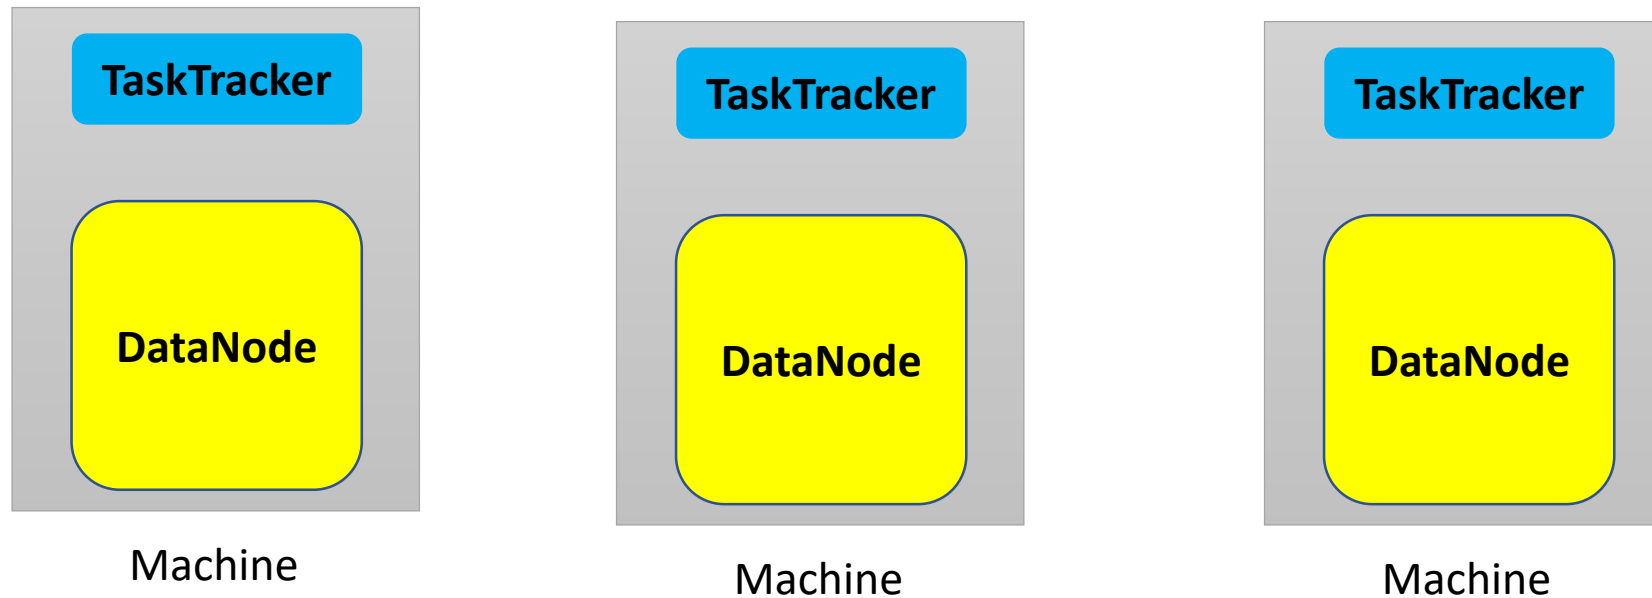 TaskTracker
DataNode
Machine
TaskTracker
DataNode
Machine
TaskTracker
DataNode
Machine